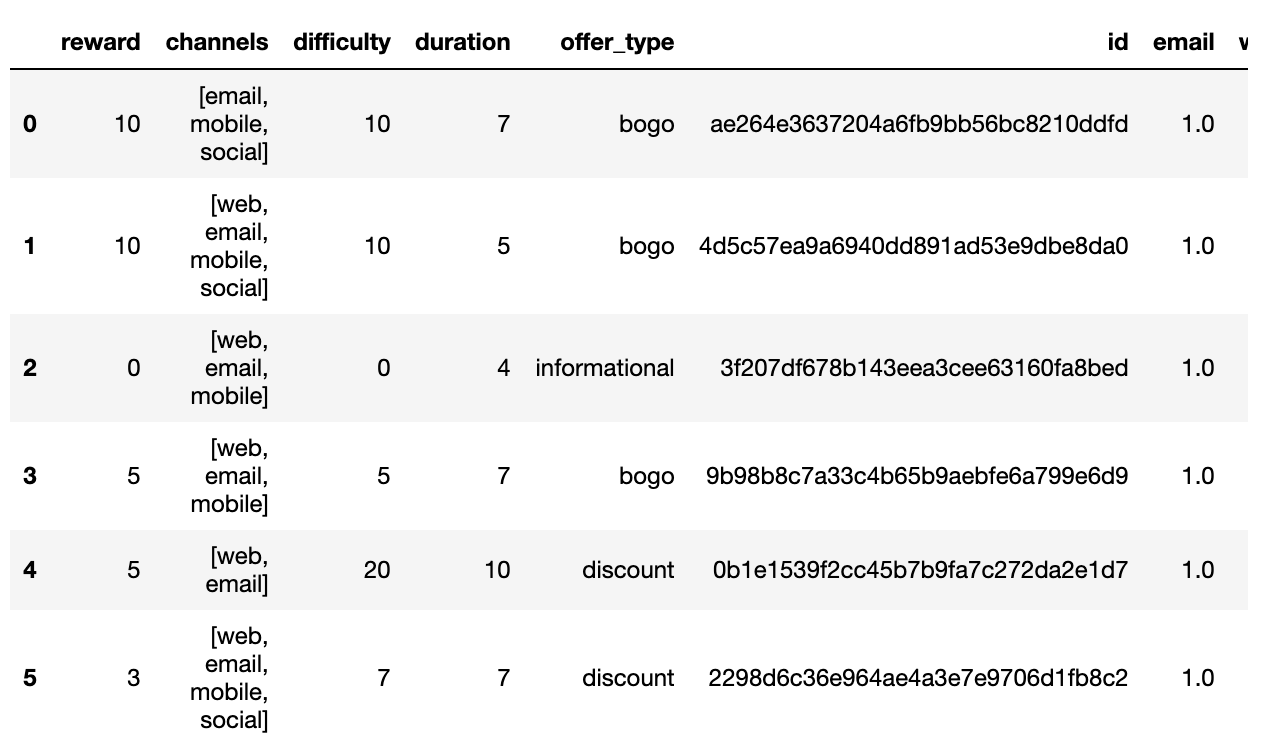 reward channels difficulty duration offer_type id email
0 10 [email, mobile, social] 10 7 bogo ae264e3637204a6fb9bb56bc8210ddfd 1.0
1 10 [web, email, mobile, social] 10 5 bogo 4d5c57ea9a6940dd891ad53e9dbe8da0 1.0
2 0 [web, email, mobile] 0 4 informational 3f207df678b143eea3cee63160fa8bed 1.0
3 5 [web, email, mobile] 5 7 bogo 9b98b8c7a33c4b65b9aebfe6a799e6d9 1.0
4 5 [web, email] 20 10 discount 0b1e1539f2cc45b7b9fa7c272da2e1d7 1.0
5 3 [web, email, mobile, social] 7 7 discount 2298d6c36e964ae4a3e7e9706d1fb8c2 1.0